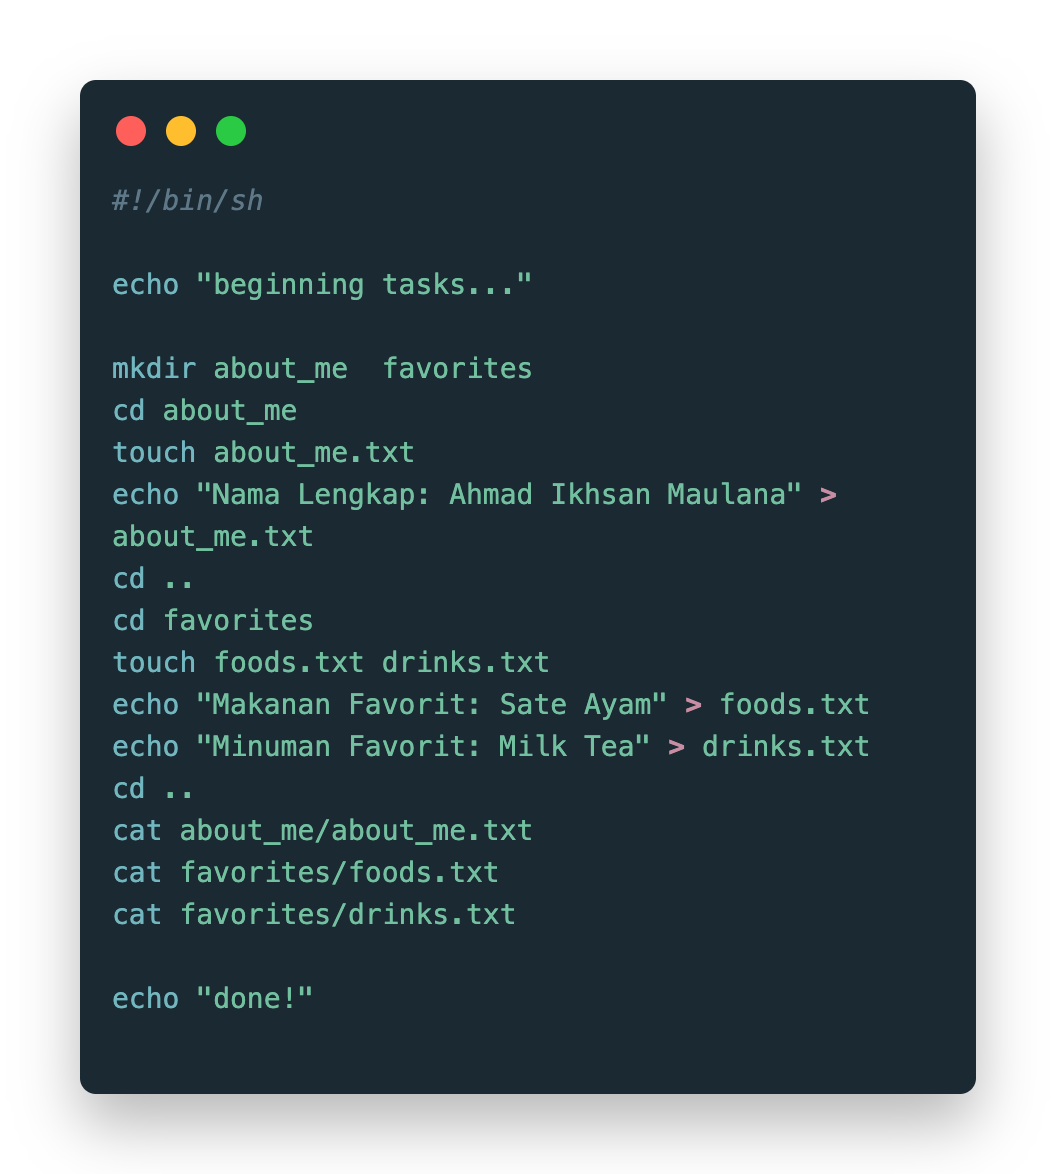 #!/bin/sh
echo "beginning tasks..."
mkdir about_me  favorites
cd about_me
touch about_me.txt
echo "Nama Lengkap: Ahmad Ikhsan Maulana" >
about_me.txt
cd ..
cd favorites
touch foods.txt drinks.txt
echo "Makanan Favorit: Sate Ayam" > foods.txt
echo "Minuman Favorit: Milk Tea" > drinks.txt
cd ..
cat about_me/about_me.txt
cat favorites/foods.txt
cat favorites/drinks.txt
echo "done!"